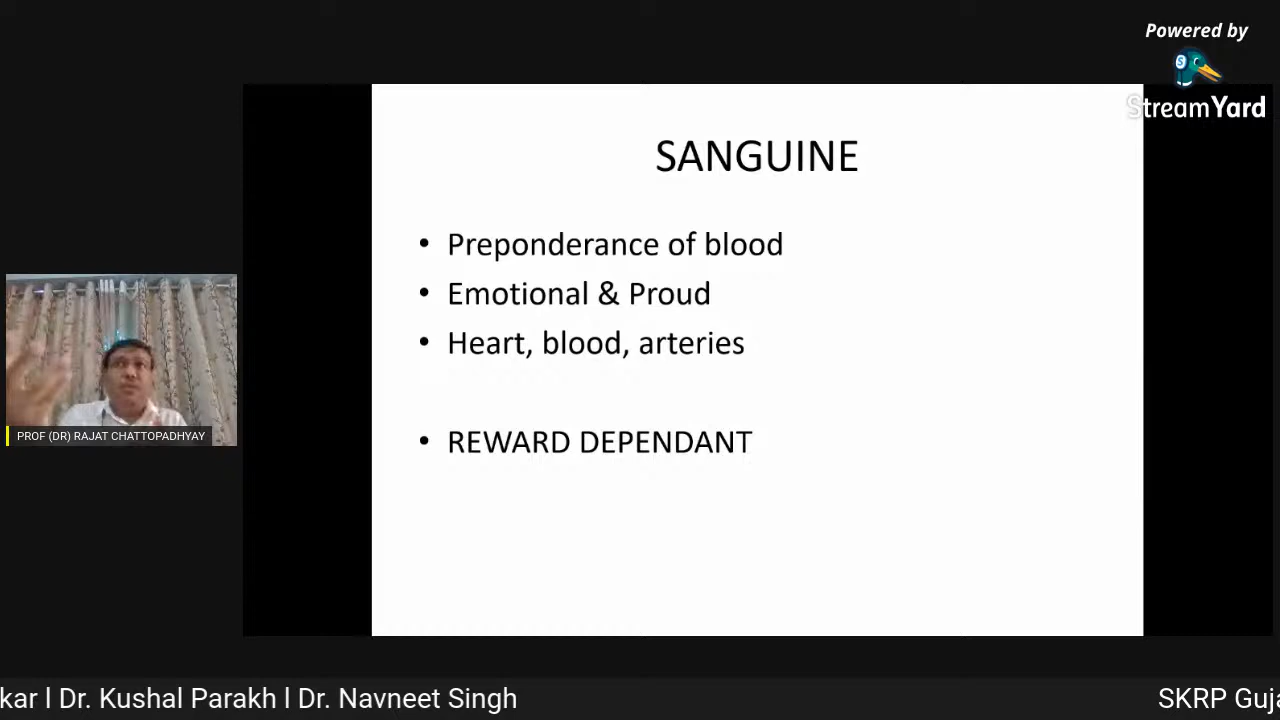 Powered by
StreamYard
SANGUINE
• Preponderance of blood
• Emotional & Proud
• Heart, blood, arteries
• REWARD DEPENDANT
PROF (DR) RAJAT CHATTOPADHYAY
kar l Dr. Kushal Parakh l Dr. Navneet Singh
SKRP Guja